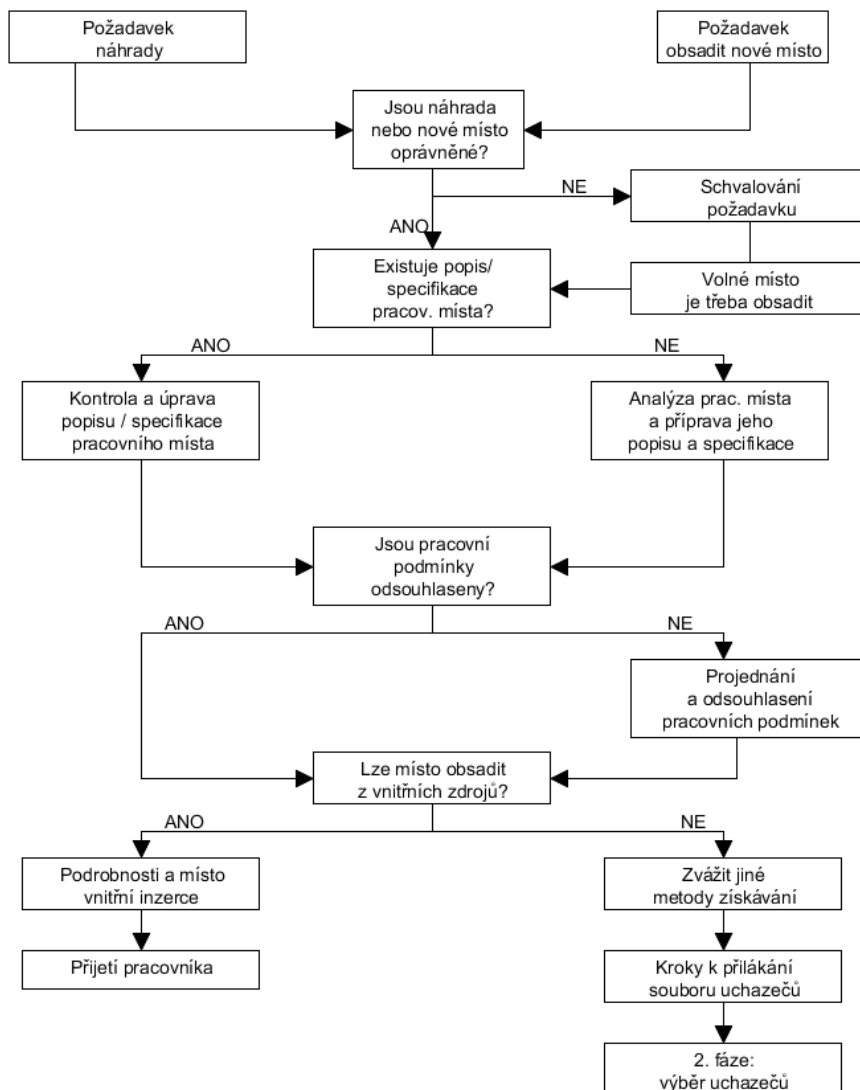 Požadavek
náhrady
Požadavek
obsadit nové místo
Jsou náhrada
nebo nové místo
oprávněné?
NE
Schvalování
požadavku
ANO
Existuje popis/
specifikace
pracov. místa?
Volné místo
je třeba obsadit
ANO
NE
Kontrola a úprava
popisu / specifikace
pracovního místa
Analýza prac. místa
a příprava jeho
popisu a specifikace
Jsou pracovní
podmínky
odsouhlaseny?
ANO
NE
Projednání
a odsouhlasení
pracovních podmínek
Lze místo obsadit
z vnitřních zdrojů?
ANO
NE
Podrobnosti a místo
vnitřní inzerce
Zvážit jiné
metody získávání
Přijetí pracovníka
Kroky k přilákání
souboru uchazečů
2. fáze:
výběr uchazečů